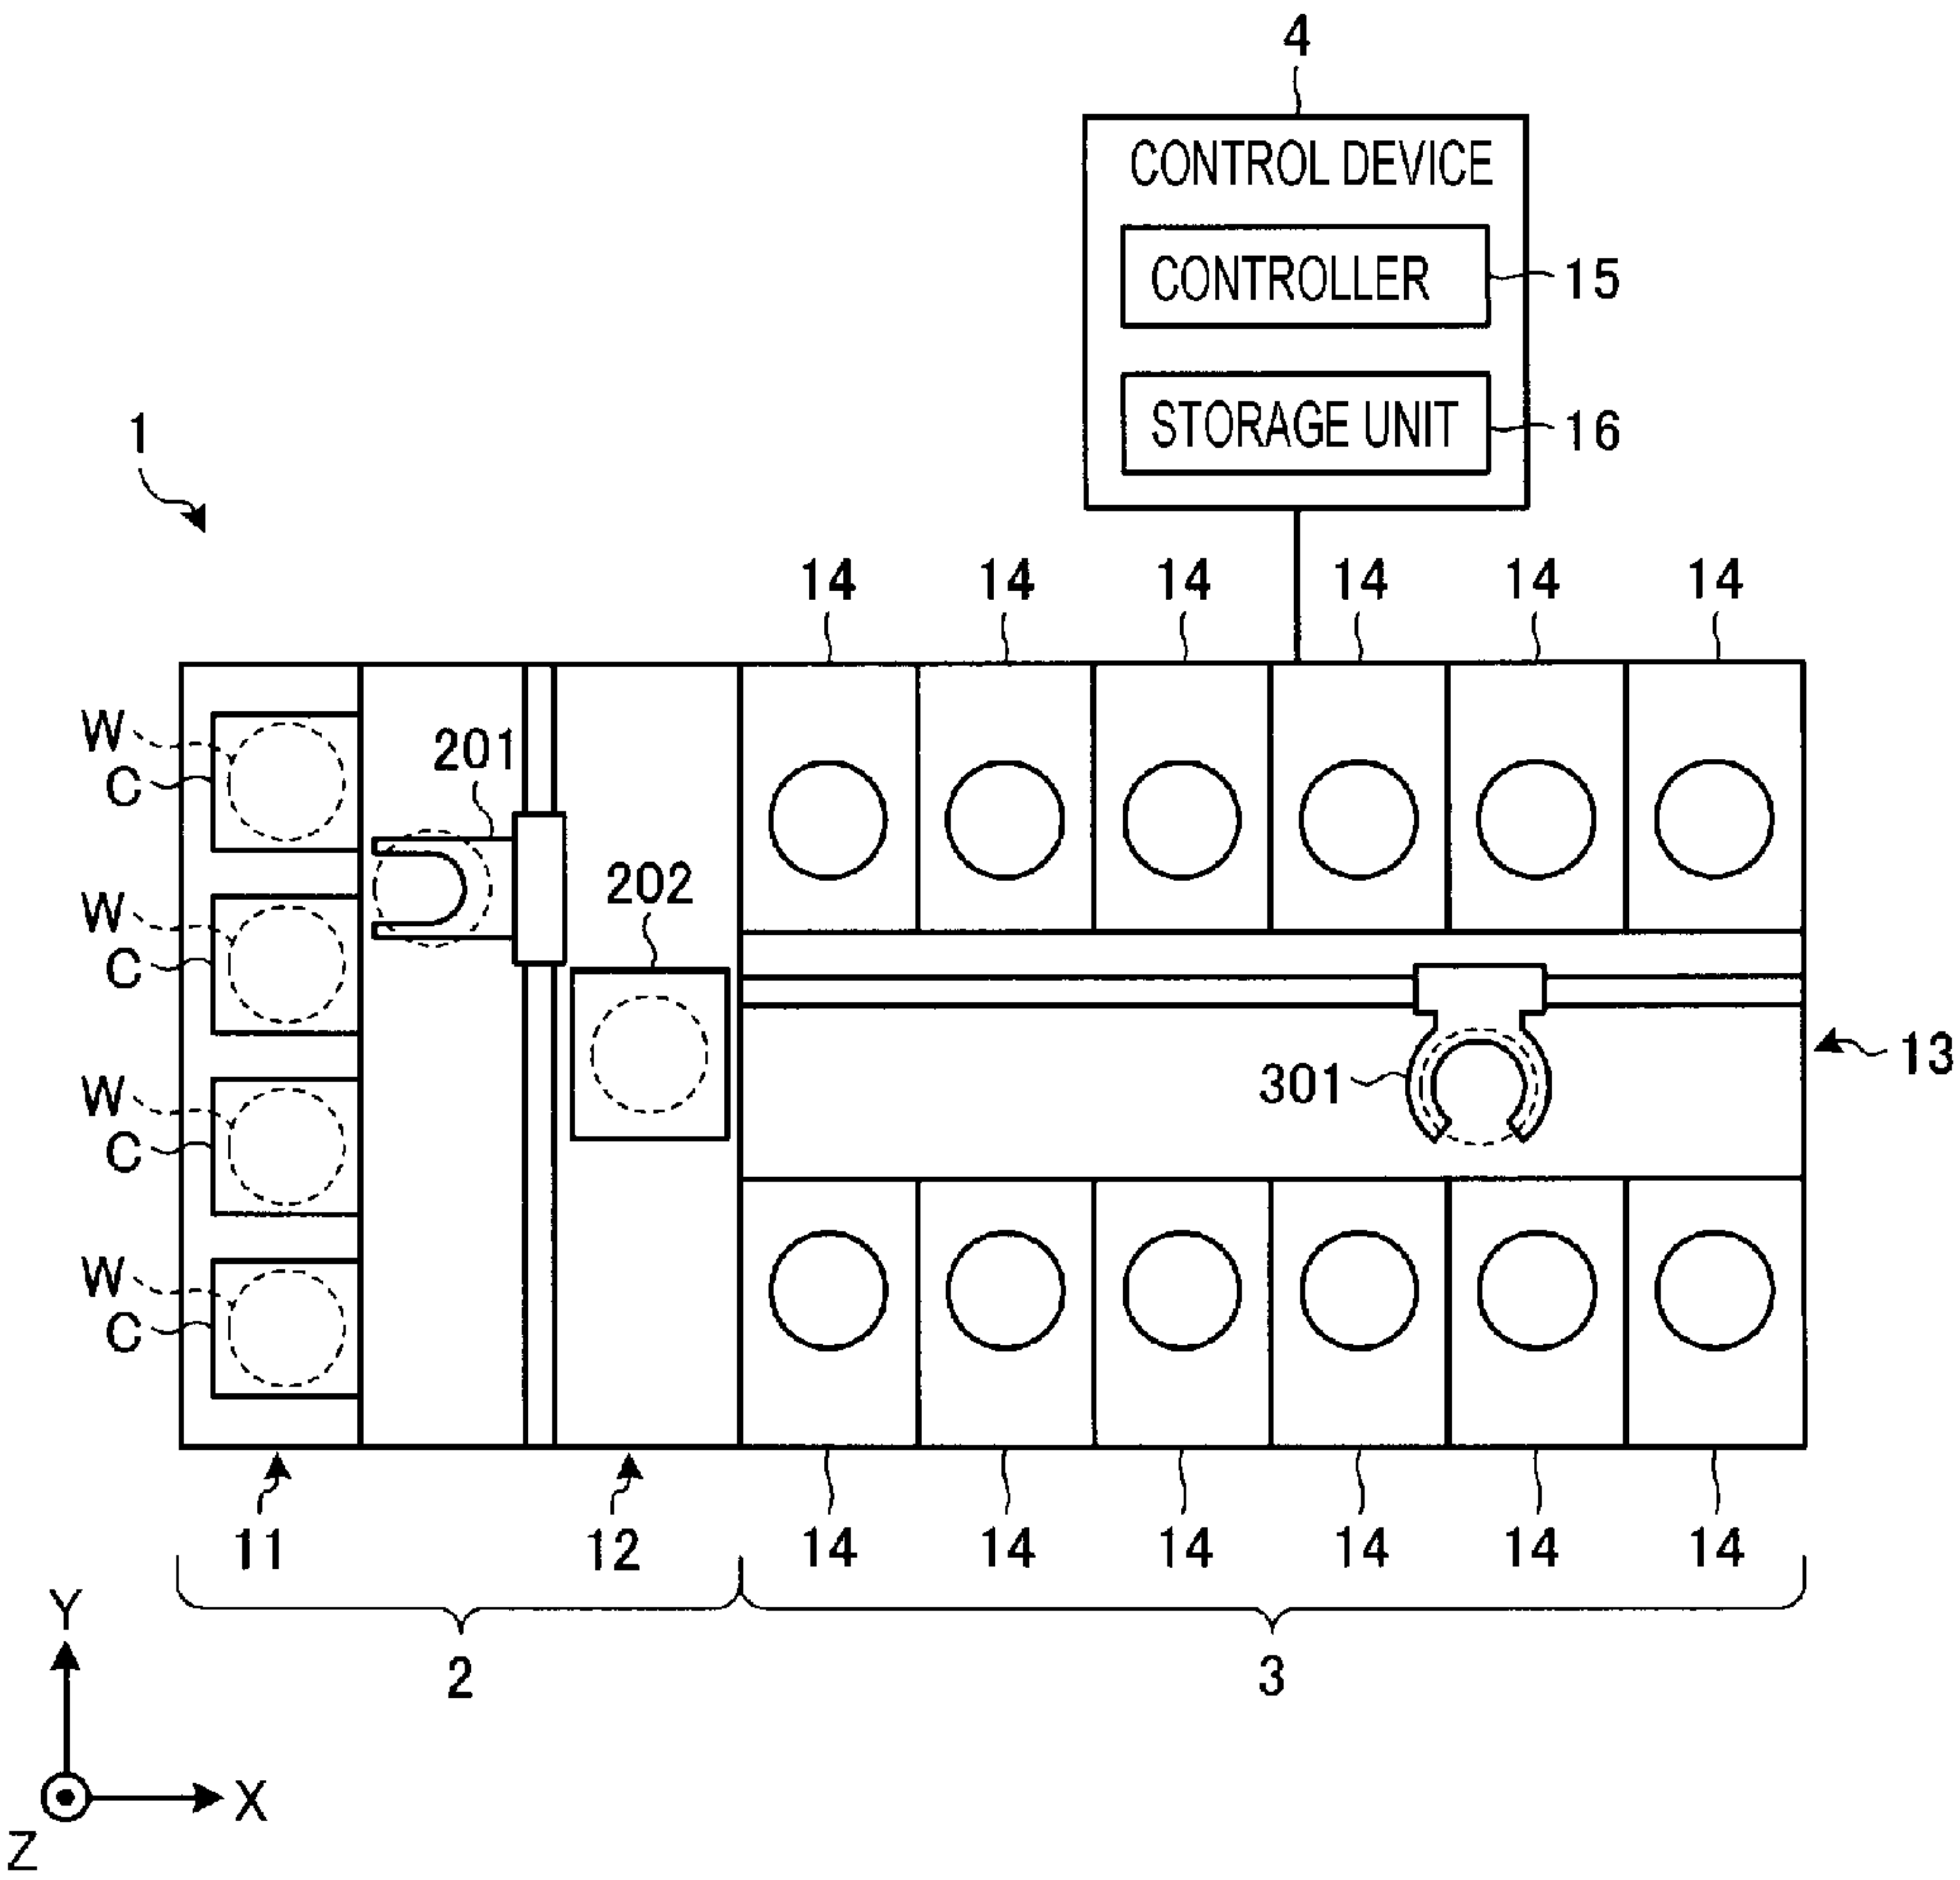 4
CONTROL DEVICE
CONTROLLER
15
STORAGE UNIT
16
1
14 14 14 14 14 14
W
C
201
202
W
C
301
13
W
C
W
C
11 12 14 14 14 14 14 14
2 3
Y
X
Z